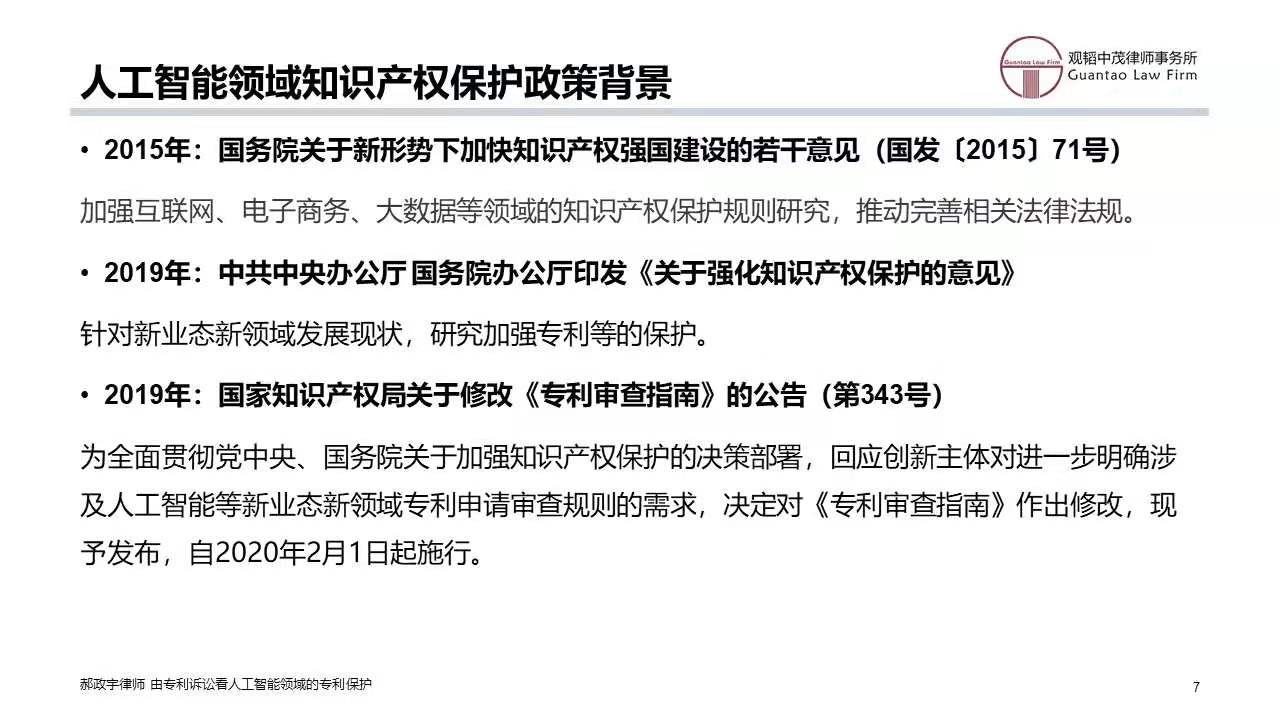 人工智能领域知识产权保护政策背景
Guantao Law Firm
观韬中茂律师事务所
Guantao Law Firm
• 2015年：国务院关于新形势下加快知识产权强国建设的若干意见（国发〔2015〕71号）
加强互联网、电子商务、大数据等领域的知识产权保护规则研究，推动完善相关法律法规。
• 2019年：中共中央办公厅 国务院办公厅印发《关于强化知识产权保护的意见》
针对新业态新领域发展现状，研究加强专利等的保护。
• 2019年：国家知识产权局关于修改《专利审查指南》的公告（第343号）
为全面贯彻党中央、国务院关于加强知识产权保护的决策部署，回应创新主体对进一步明确涉
及人工智能等新业态新领域专利申请审查规则的需求，决定对《专利审查指南》作出修改，现
予发布，自2020年2月1日起施行。
郝政宇律师 由专利诉讼看人工智能领域的专利保护
7